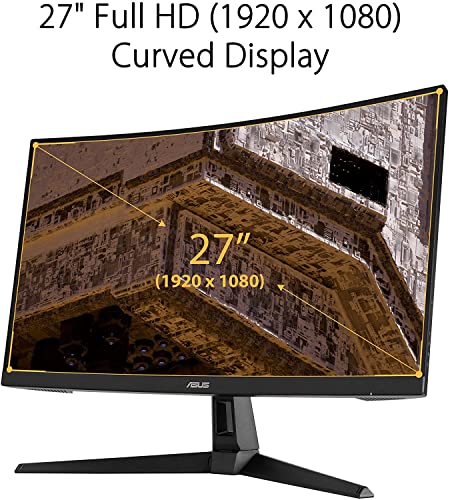 27" Full HD (1920 x 1080)
Curved Display
27”
(1920 x 1080)
ASUS